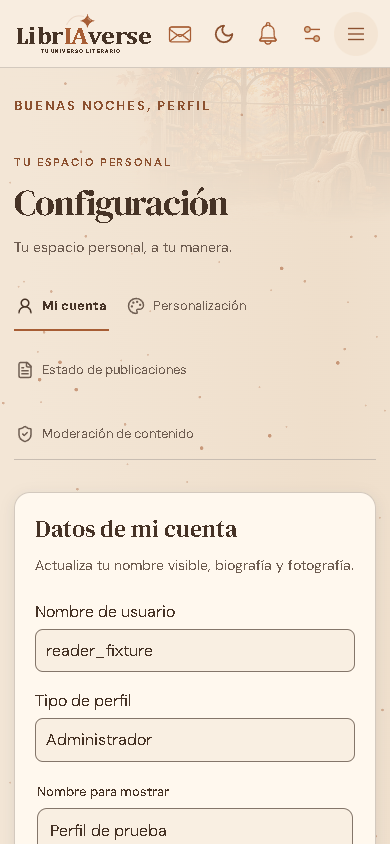 LibrIAverse
TU UNIVERSO LITERARIO
BUENAS NOCHES, PERFIL
TU ESPACIO PERSONAL
Configuración
Tu espacio personal, a tu manera.
Mi cuenta
Personalización
Estado de publicaciones
Moderación de contenido
Datos de mi cuenta
Actualiza tu nombre visible, biografía y fotografía.
Nombre de usuario
reader_fixture
Tipo de perfil
Administrador
Nombre para mostrar
Perfil de prueba